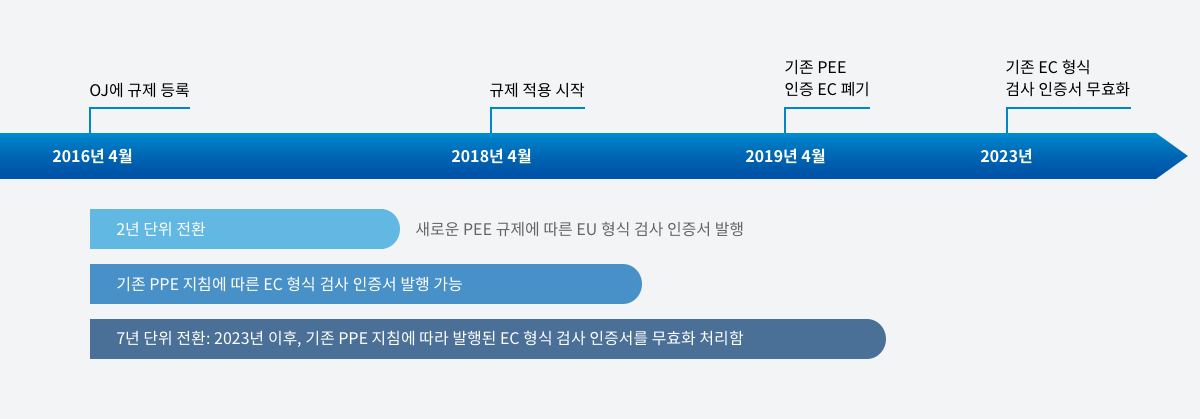 OJ에 규제 등록
규제 적용 시작
기존 PEE
인증 EC 폐기
기존 EC 형식
검사 인증서 무효화
2016년 4월
2018년 4월
2019년 4월
2023년
2년 단위 전환
새로운 PEE 규제에 따른 EU 형식 검사 인증서 발행
기존 PPE 지침에 따른 EC 형식 검사 인증서 발행 가능
7년 단위 전환: 2023년 이후, 기존 PPE 지침에 따라 발행된 EC 형식 검사 인증서를 무효화 처리함